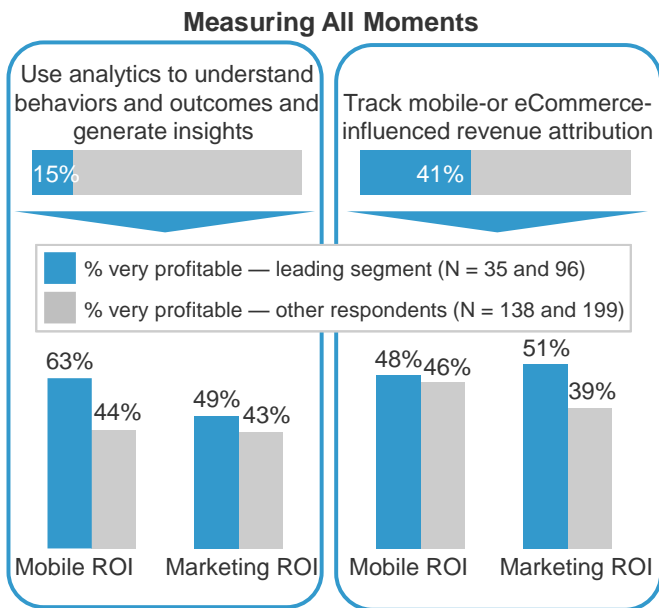 Measuring All Moments
Use analytics to understand
behaviors and outcomes and
generate insights
15%
Track mobile-or eCommerce-
influenced revenue attribution
41%
% very profitable — leading segment (N = 35 and 96)
% very profitable — other respondents (N = 138 and 199)
63%
44%
49%
43%
Mobile ROI
Marketing ROI
48%
46%
51%
39%
Mobile ROI
Marketing ROI